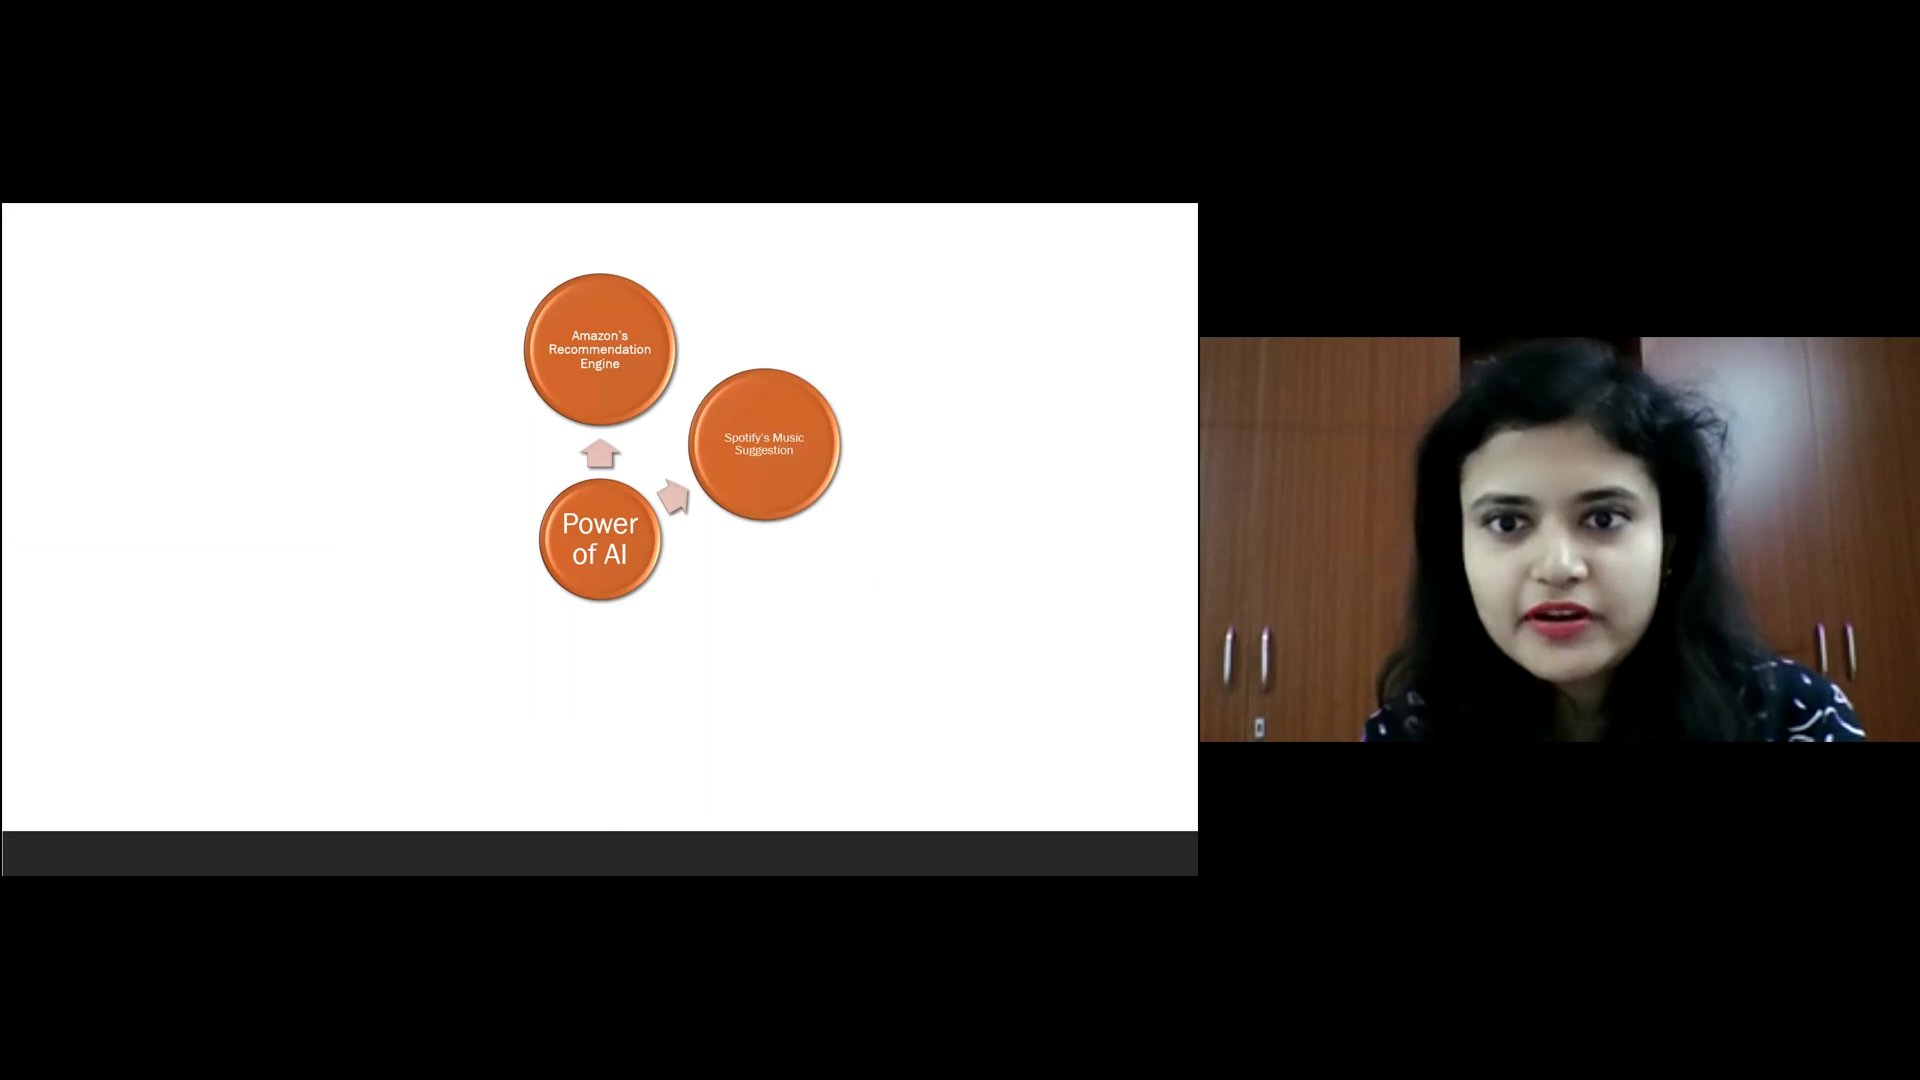 Amazon's
Recommendation
Engine
Spotify's Music
Suggestion
Power
of AI